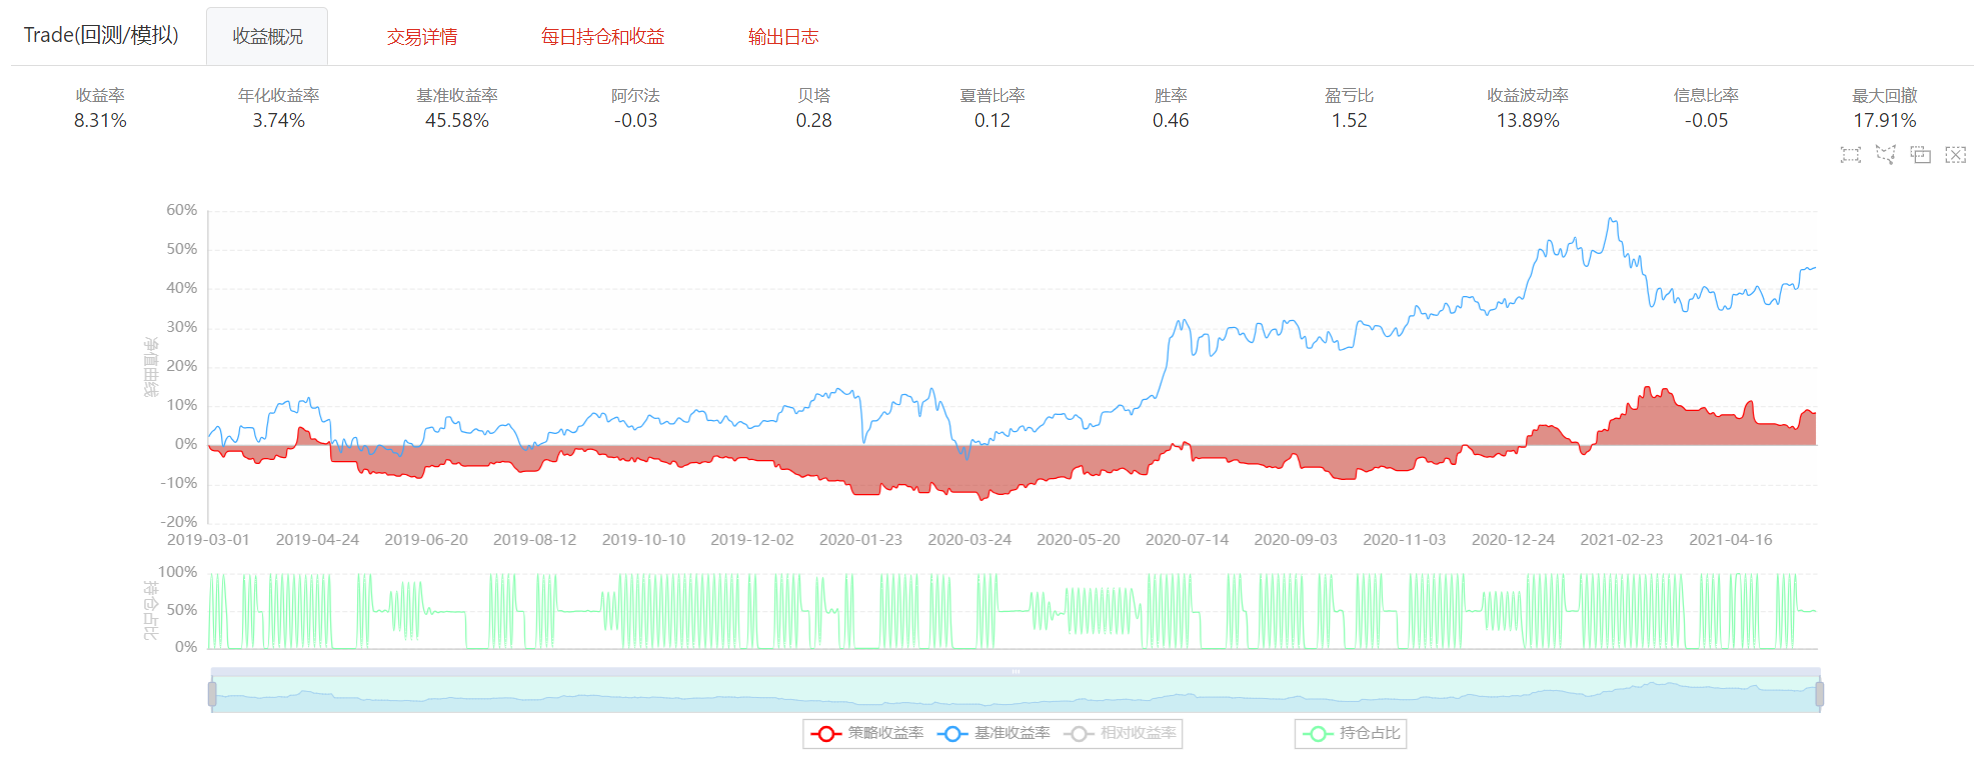 Trade(回测/模拟) 收益概况 交易详情 每日持仓和收益 输出日志
收益率 年化收益率 基准收益率 阿尔法 贝塔 夏普比率 胜率 盈亏比 收益波动率 信息比率 最大回撤
8.31% 3.74% 45.58% -0.03 0.28 0.12 0.46 1.52 13.89% -0.05 17.91%
60%
50%
40%
30%
20%
10%
0%
-10%
-20%
净值曲线
2019-03-01 2019-04-24 2019-06-20 2019-08-12 2019-10-10 2019-12-02 2020-01-23 2020-03-24 2020-05-20 2020-07-14 2020-09-03 2020-11-03 2020-12-24 2021-02-23 2021-04-16
100%
50%
0%
持仓占比
策略收益率 基准收益率 相对收益率 持仓占比